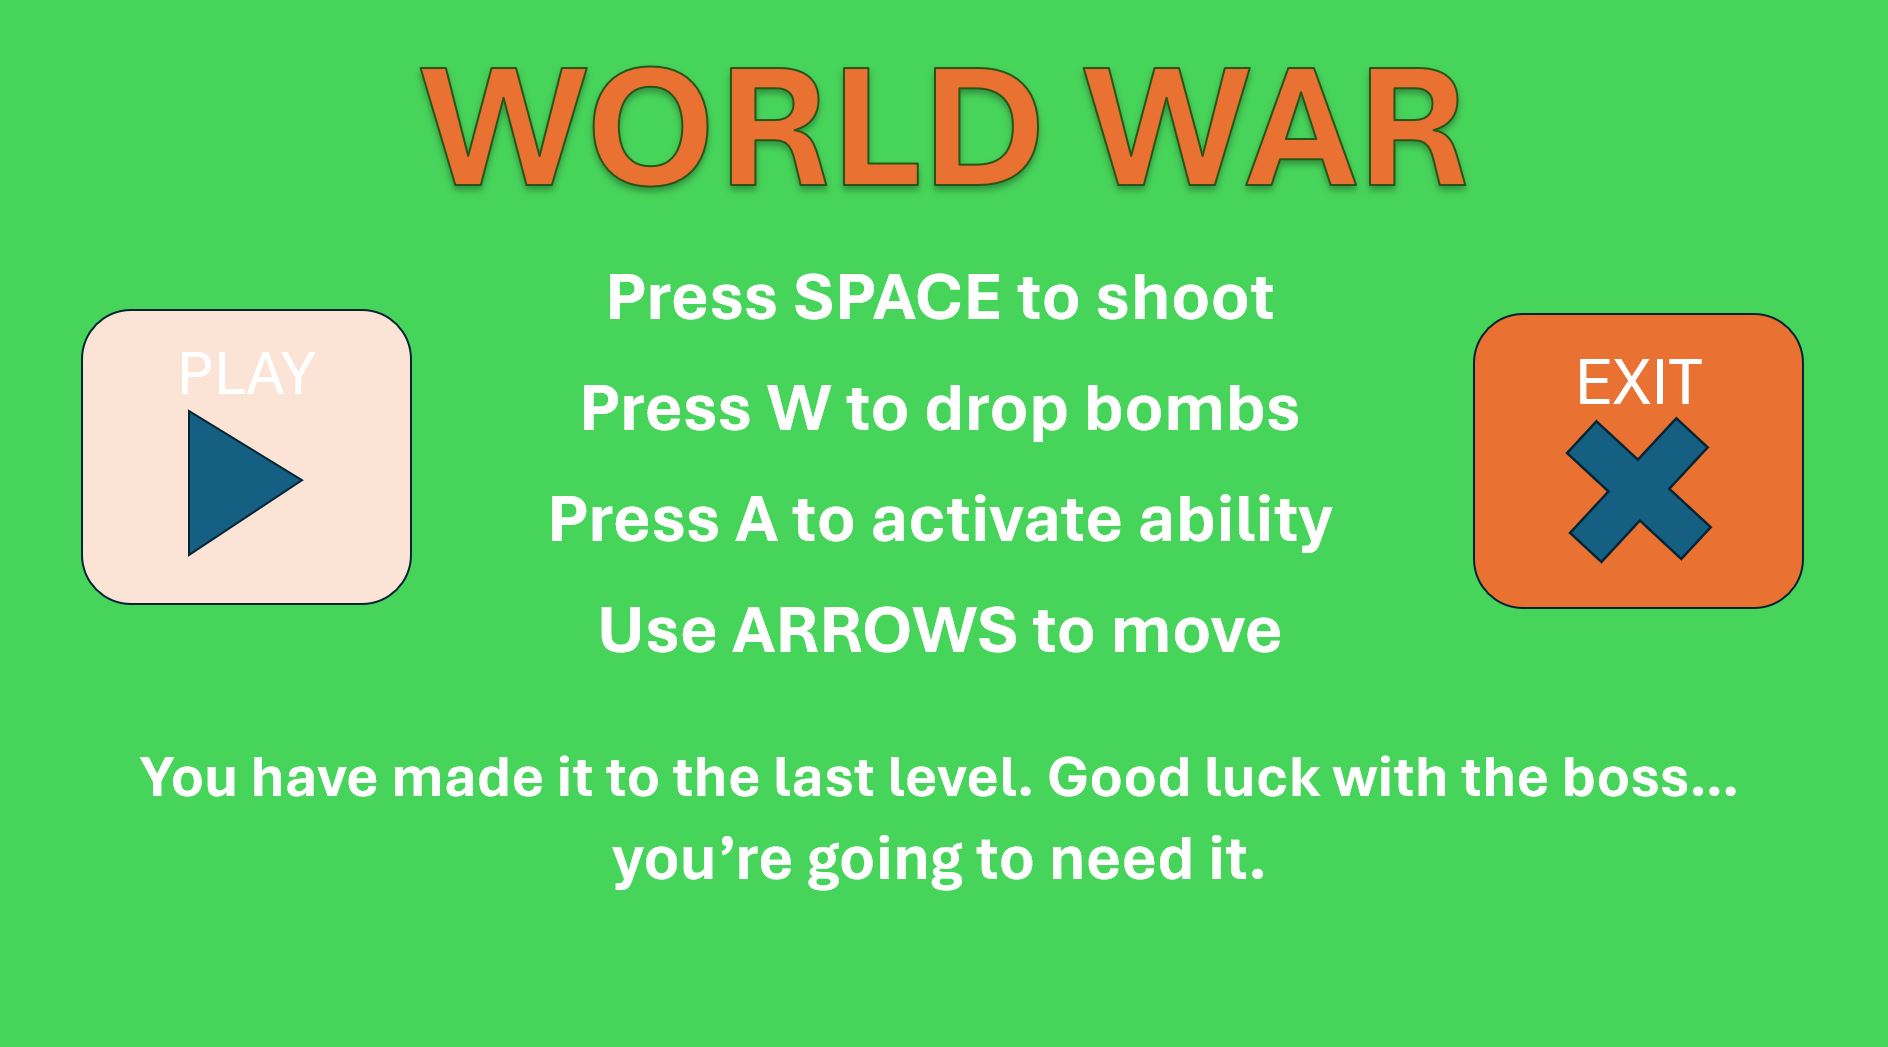 WORLD WAR
Press SPACE to shoot
PLAY
EXIT
Press W to drop bombs
Press A to activate ability
Use ARROWS to move
You have made it to the last level. Good luck with the boss...
you’re going to need it.